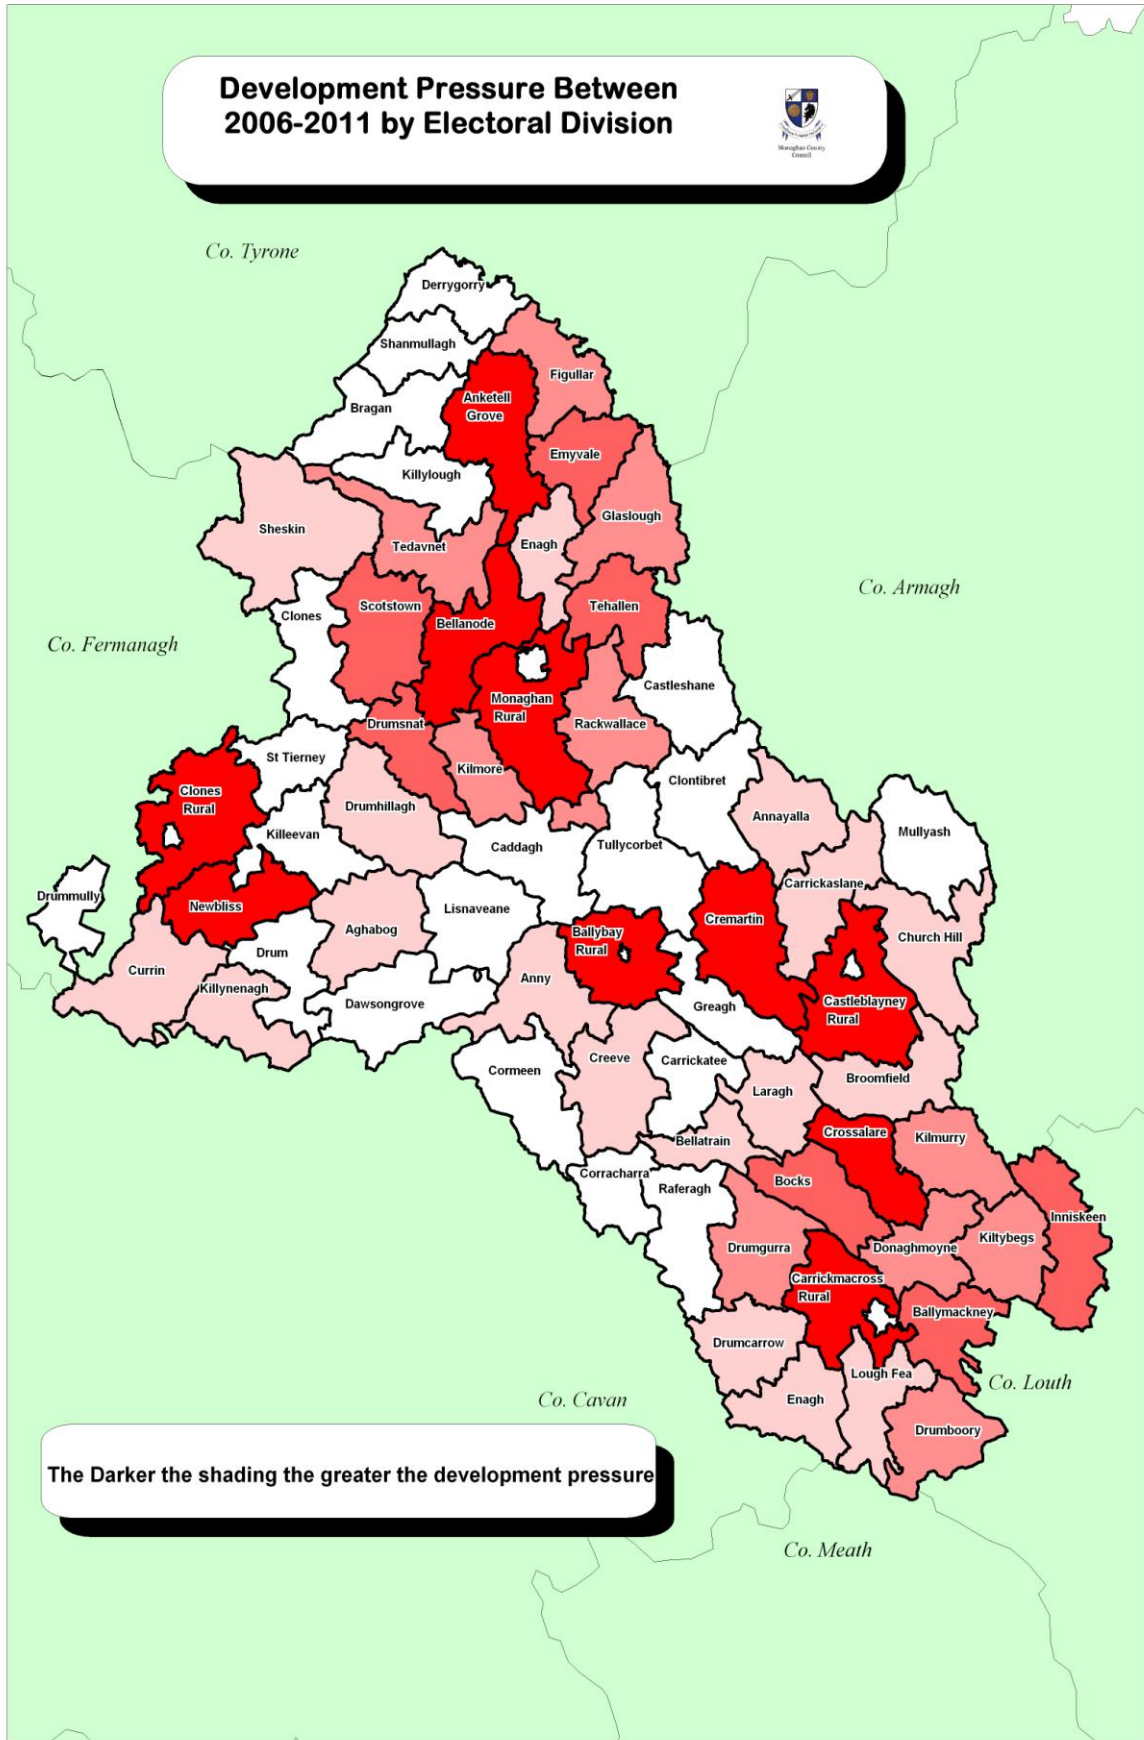 Development Pressure Between
2006-2011 by Electoral Division
Monaghan County
Council
Co. Tyrone
Derrygorry
Shanmullagh
Figullar
Anketell
Grove
Bragan
Emyvale
Killylough
Glaslough
Sheskin
Tedavnet
Enagh
Co. Armagh
Scotstown
Tehallen
Clones
Bellanode
Co. Fermanagh
Castleshane
Monaghan
Rural
Drumsnat
Rackwallace
St Tierney
Kilmore
Clontibret
Clones
Rural
Drumhillagh
Annayalla
Killeevan
Mullyash
Caddagh
Tullycorbet
Carrickaslane
Drummully
Newbliss
Lisnaveane
Cremartin
Aghabog
Ballybay
Rural
Church Hill
Drum
Currin
Anny
Killynenagh
Dawsongrove
Greagh
Castleblayney
Rural
Creeve
Carrickatee
Cormeen
Broomfield
Laragh
Crossalare
Kilmurry
Bellatrain
Corracharra
Raferagh
Bocks
Inniskeen
Drumgurra
Donaghmoyne
Kiltybegs
Carrickmacross
Rural
Ballymackney
Drumcarrow
Lough Fea
Co. Louth
Enagh
Co. Cavan
Drumboory
The Darker the shading the greater the development pressure
Co. Meath